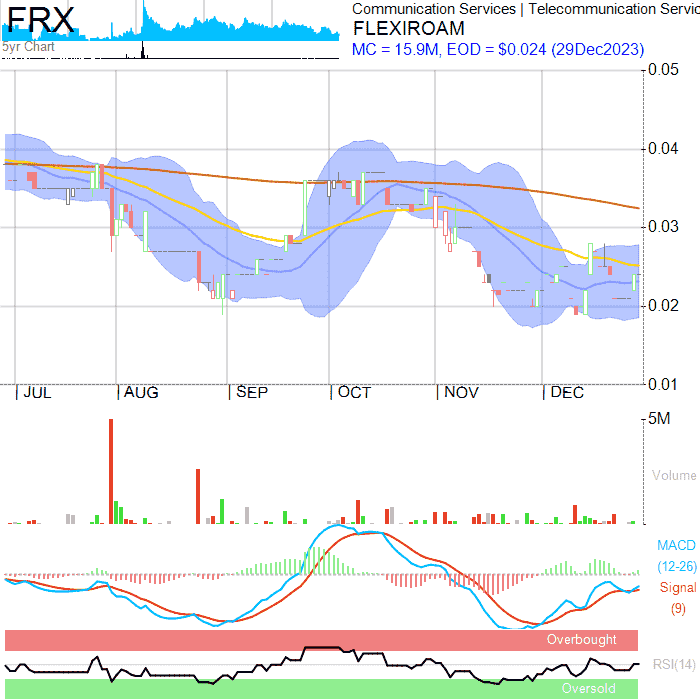 FRX
5yr Chart
Communication Services | Telecommunication Servic
FLEXIROAM
MC = 15.9M, EOD = $0.024 (29Dec2023)
0.05
0.04
0.03
0.02
0.01
JUL AUG SEP OCT NOV DEC
5M
Volume
MACD
(12-26)
Signal
(9)
Overbought
RSI(14)
Oversold